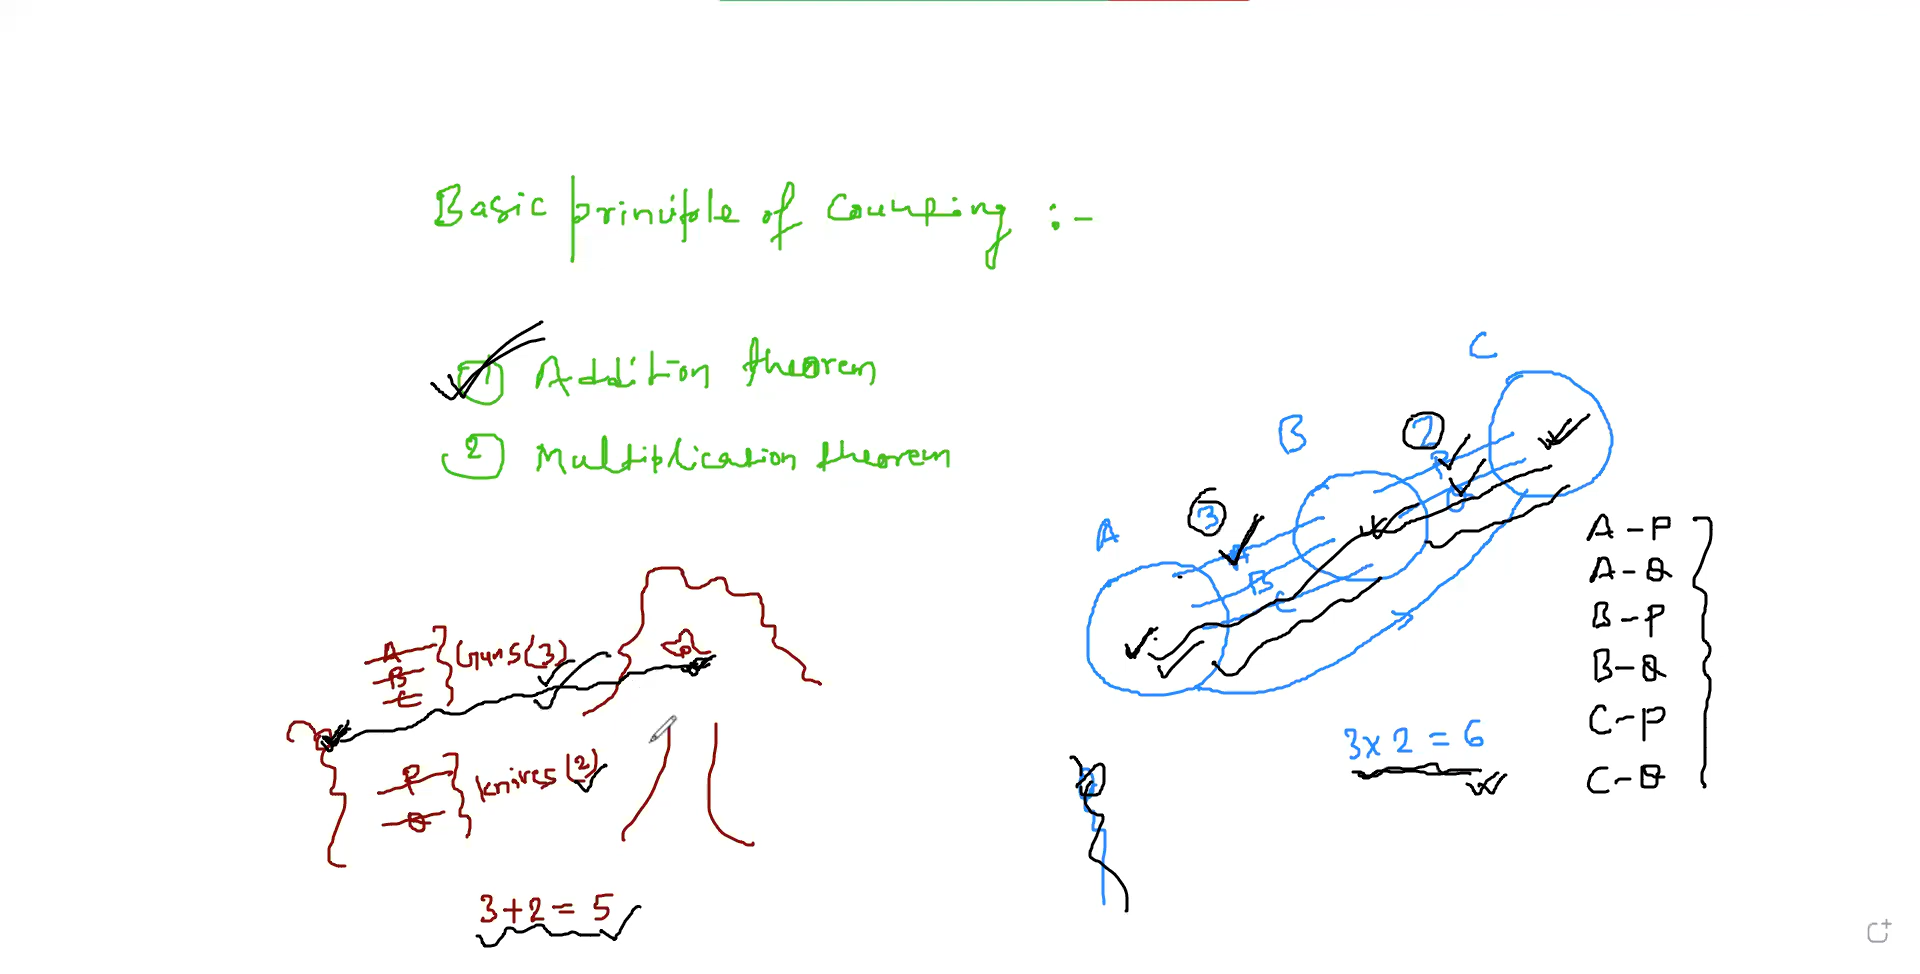 Basic principle of Counting :-
1 Addition theorem
2 Multiplication theorem
A
B
C
Guns (3)
P
Q
knives (2)
3+2 = 5
A
B
C
3
2
A
B
C
P
Q
3x2 = 6
A-P
A-Q
B-P
B-Q
C-P
C-Q